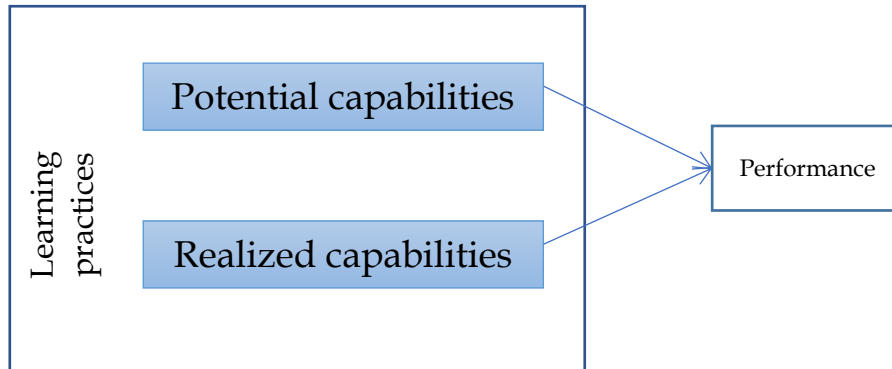 Learning
practices
Potential capabilities
Realized capabilities
Performance